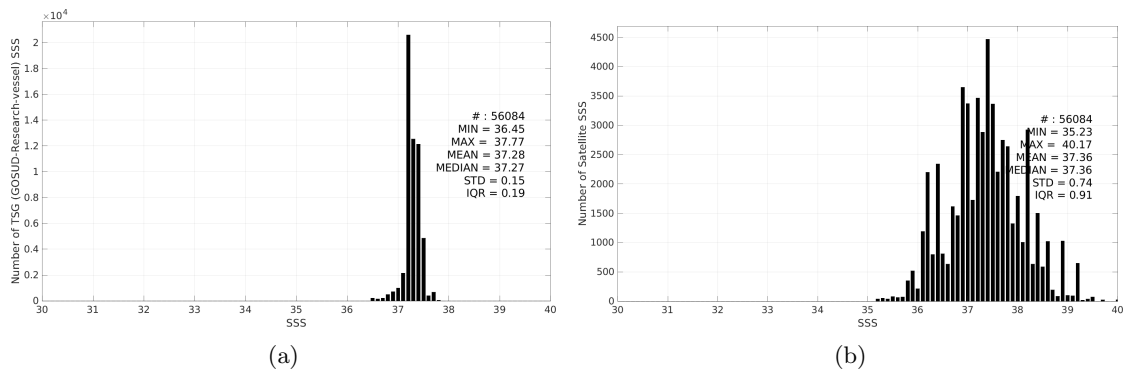 ×10⁴
Number of TSG (GOSUD-Research-vessel) SSS
2
1.8
1.6
1.4
1.2
1
0.8
0.6
0.4
0.2
0
# : 56084
MIN = 36.45
MAX = 37.77
MEAN = 37.28
MEDIAN = 37.27
STD = 0.15
IQR = 0.19
30 31 32 33 34 35 36 37 38 39 40
SSS
(a)
Number of Satellite SSS
4500
4000
3500
3000
2500
2000
1500
1000
500
0
# : 56084
MIN = 35.23
MAX = 40.17
MEAN = 37.36
MEDIAN = 37.36
STD = 0.74
IQR = 0.91
30 31 32 33 34 35 36 37 38 39 40
SSS
(b)